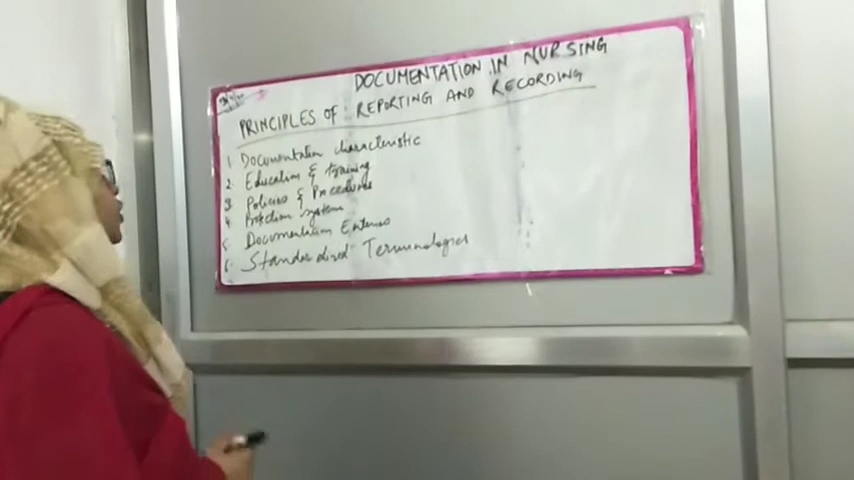 DOCUMENTATION IN NURSING
PRINCIPLES OF : REPORTING AND RECORDING
1 Documentation characteristic
2. Education & Training
3 Policies & Procedures
4 Protection system
5. Documentation Enteries
6. Standardized Terminologies